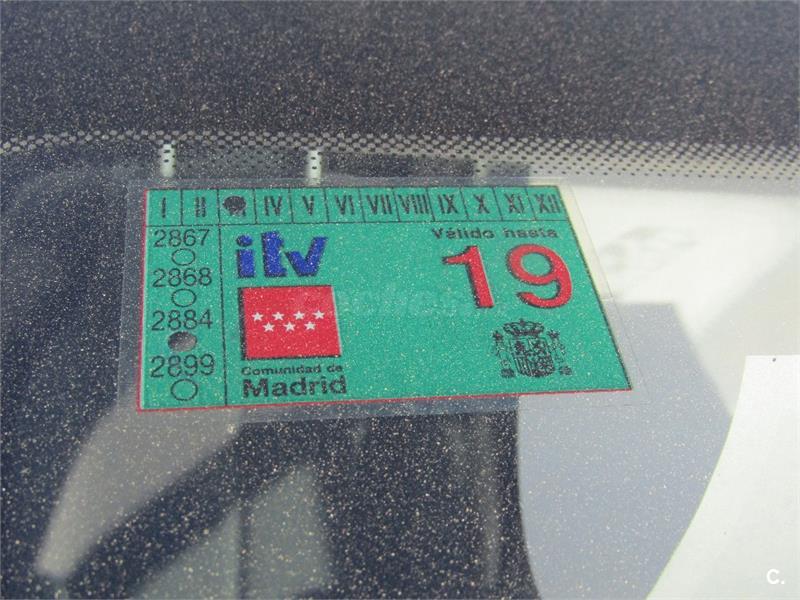 I II IV V VI VII VIII IX X XI XII
2867
2868
2884
2899
itv
Comunidad de
Madrid
Válido hasta
19
C.